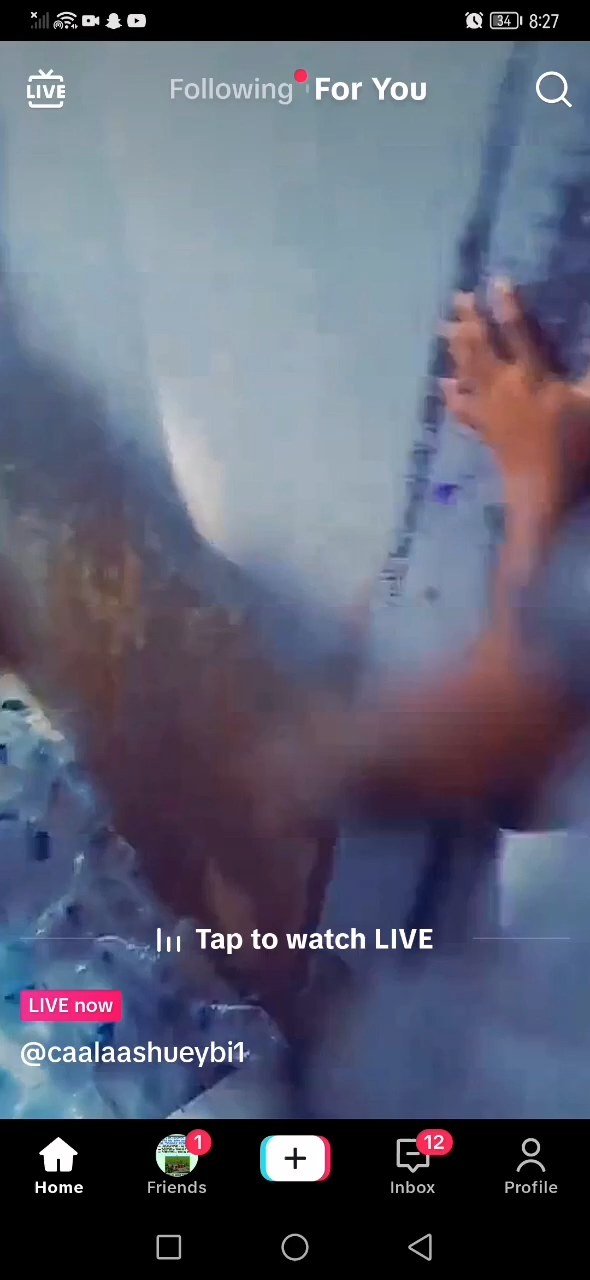 34 8:27
LIVE Following For You
Tap to watch LIVE
LIVE now
@caalaashueybi1
1 12
Home Friends Inbox Profile